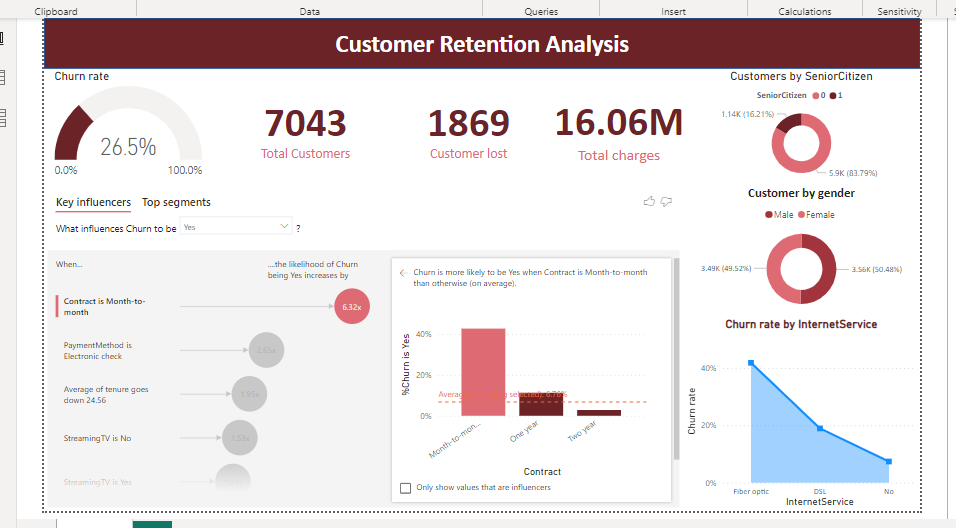 Clipboard
Data
Queries
Insert
Calculations
Sensitivity
Customer Retention Analysis
Churn rate
26.5%
0.0%
100.0%
7043
Total Customers
1869
Customer lost
16.06M
Total charges
Customers by SeniorCitizen
SeniorCitizen 0 1
1.14K (16.21%)
5.9K (83.79%)
Customer by gender
Male Female
3.49K (49.52%)
3.56K (50.48%)
Churn rate by InternetService
Churn rate
40%
20%
0%
Fiber optic
DSL
No
InternetService
Key influencers
Top segments
What influences Churn to be
Yes
?
When...
....the likelihood of Churn
being Yes increases by
Contract is Month-to-
month
6.32x
PaymentMethod is
Electronic check
Average of tenure goes
down 24.56
1.95x
StreamingTV is No
1.53x
StreamingTV is Yes
Churn is more likely to be Yes when Contract is Month-to-month
than otherwise (on average).
%Churn is Yes
40%
20%
0%
6.76%
Month-to-mon...
One year
Two year
Contract
Only show values that are influencers